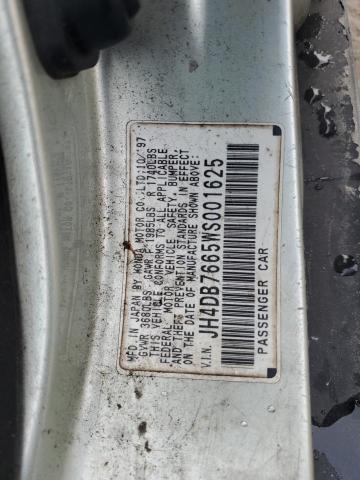 MFD. IN JAPAN BY HONDA MOTOR CO.,LTD:10/'97
GVWR 3680LBS GAWR F 1985LBS R 1740LBS
THIS VEHICLE CONFORMS TO ALL APPLICABLE
FEDERAL MOTOR VEHICLE SAFETY, BUMPER,
AND THEFT PREVENTION STANDARDS IN EFFECT
ON THE DATE OF MANUFACTURE SHOWN ABOVE.
V.I.N. JH4DB7665WS001625
PASSENGER CAR